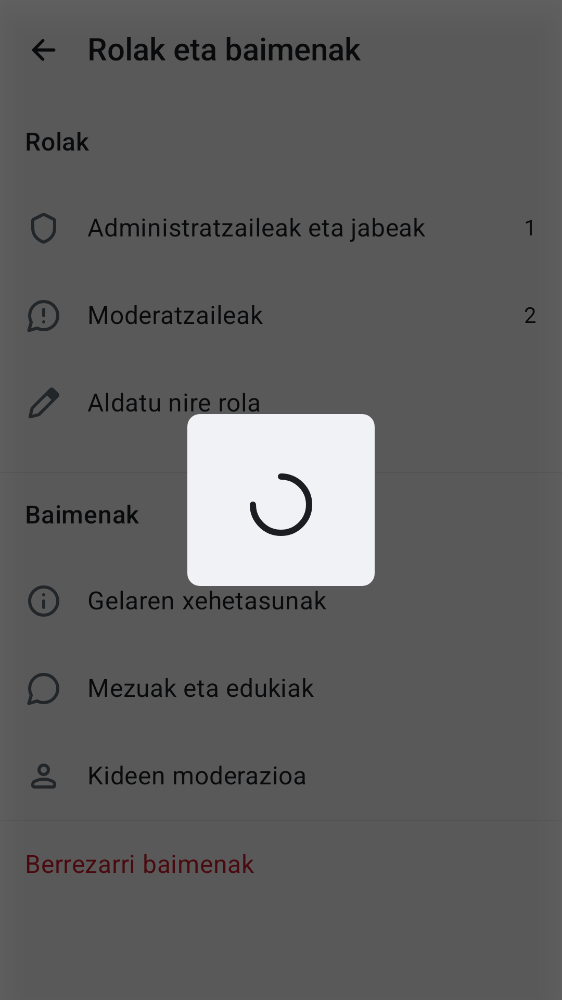 Rolak eta baimenak
Rolak
Administratzaileak eta jabeak 1
Moderatzaileak 2
Aldatu nire rola
Baimenak
Gelaren xehetasunak
Mezuak eta edukiak
Kideen moderazioa
Berrezarri baimenak